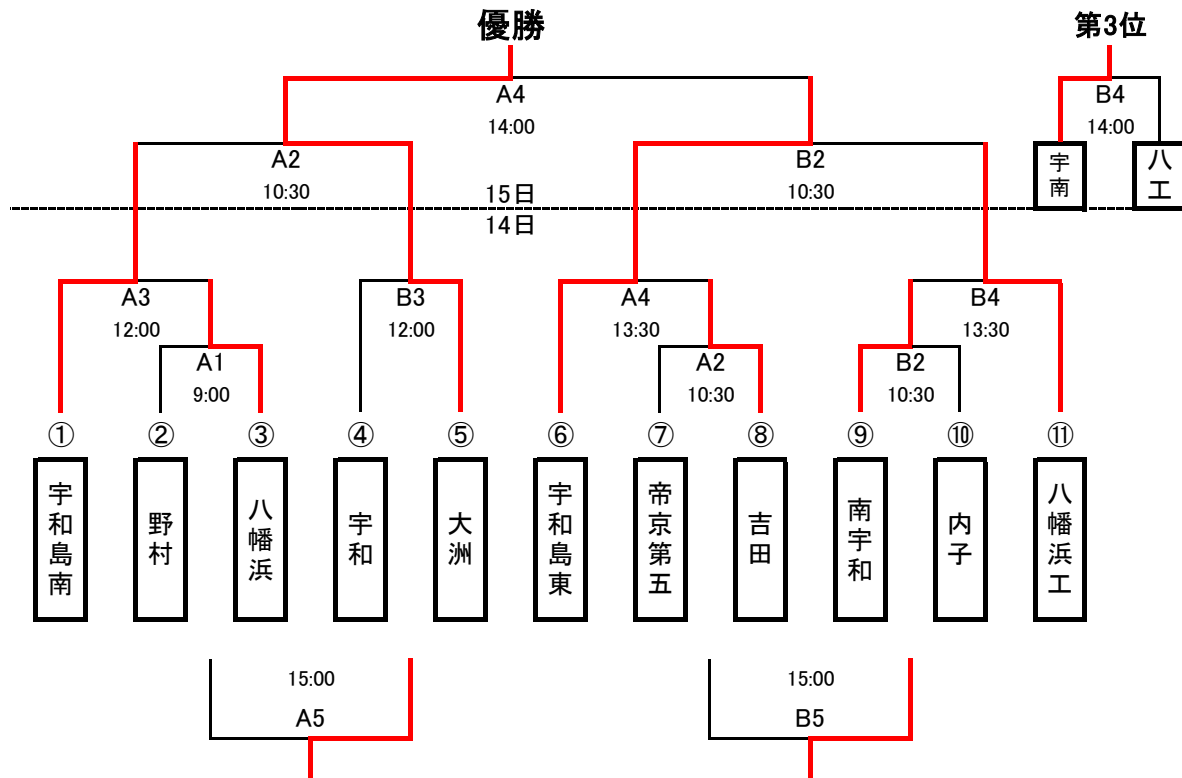 優勝
第3位
A4
14:00
B4
14:00
A2
10:30
B2
10:30
宇南
八工
15日
14日
A3
12:00
B3
12:00
A4
13:30
B4
13:30
A1
9:00
A2
10:30
B2
10:30
① ② ③ ④ ⑤ ⑥ ⑦ ⑧ ⑨ ⑩ ⑪
宇和島南
野村
八幡浜
宇和
大洲
宇和島東
帝京第五
吉田
南宇和
内子
八幡浜工
15:00
A5
15:00
B5